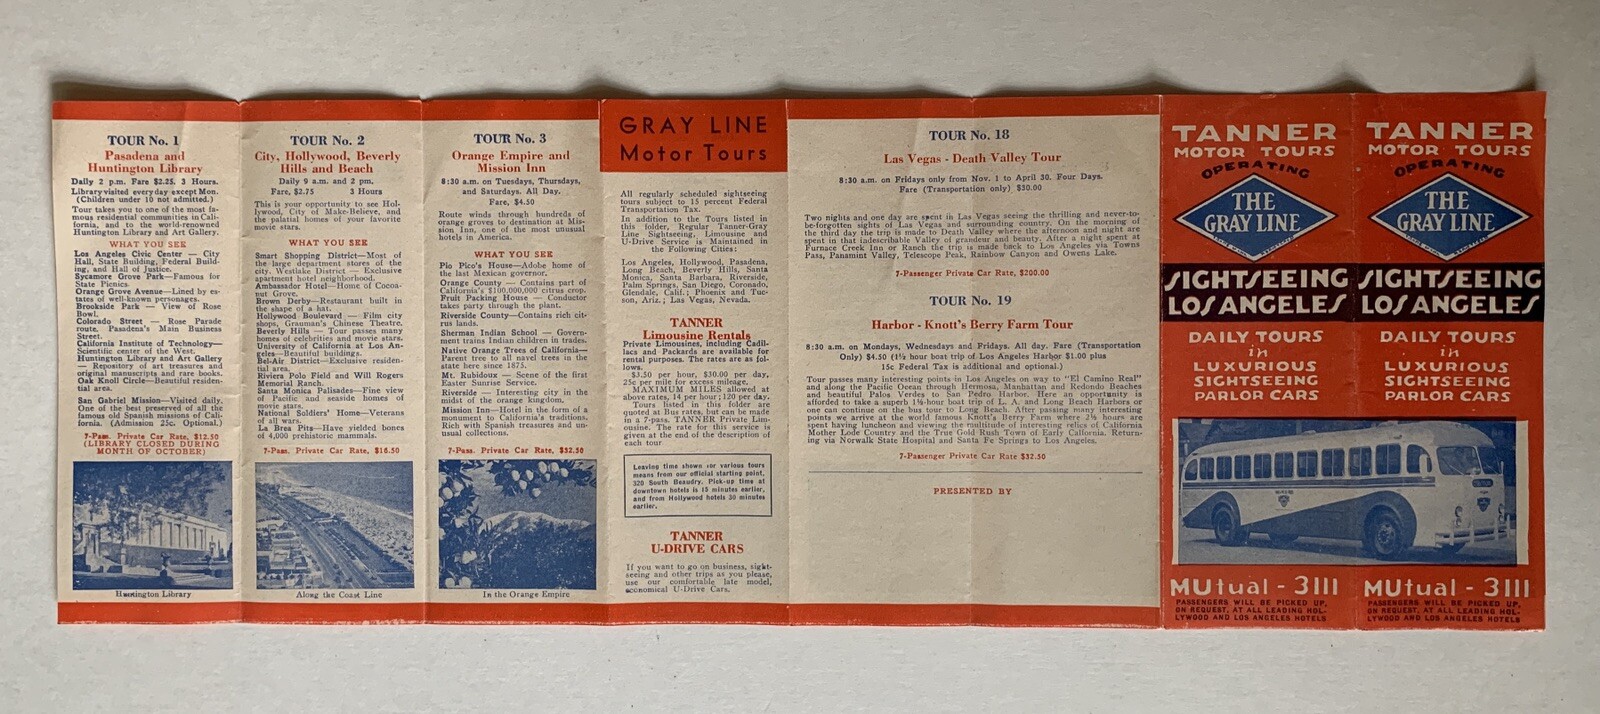 TOUR No. 1
Pasadena and
Huntington Library
Daily 2 p.m. Fare $2.25. 3 Hours.
Library visited every day except Mon.
(Children under 10 not admitted.)
Tour takes you to one of the most fa-
mous residential communities in Cali-
fornia, and to the world-renowned
Huntington Library and Art Gallery.
WHAT YOU SEE
Los Angeles Civic Center — City
Hall, State Building, Federal Build-
ing, and Hall of Justice.
Sycamore Grove Park—Famous for
State Picnics.
Orange Grove Avenue—Lined by es-
tates of well-known personages.
Brookside Park — View of Rose
Bowl.
Colorado Street — Rose Parade
route. Pasadena's Main Business
Street.
California Institute of Technology—
Scientific center of the West.
Huntington Library and Art Gallery
— Repository of art treasures and
original manuscripts and rare books.
Oak Knoll Circle—Beautiful residen-
tial area.
San Gabriel Mission—Visited daily.
One of the best preserved of all the
famous old Spanish missions of Cali-
fornia. (Admission 25c. Optional.)
7-Pass. Private Car Rate, $12.50
(LIBRARY CLOSED DURING
MONTH OF OCTOBER)
Huntington Library
TOUR No. 2
City, Hollywood, Beverly
Hills and Beach
Daily 9 a.m. and 2 pm.
Fare, $2.75 3 Hours
This is your opportunity to see Hol-
lywood, City of Make-Believe, and
the palatial homes of your favorite
movie stars.
WHAT YOU SEE
Smart Shopping District—Most of
the large department stores of the
city. Westlake District — Exclusive
apartment hotel neighborhood.
Ambassador Hotel—Home of Cocoa-
nut Grove.
Brown Derby—Restaurant built in
the shape of a hat.
Hollywood Boulevard — Film city
shops, Grauman's Chinese Theatre.
Beverly Hills — Tour passes many
homes of celebrities and movie stars.
University of California at Los An-
geles—Beautiful buildings.
Bel-Air District—Exclusive residen-
tial area.
Riviera Polo Field and Will Rogers
Memorial Ranch.
Santa Monica Palisades—Fine view
of Pacific and seaside homes of
movie stars.
National Soldiers' Home—Veterans
of all wars.
La Brea Pits—Have yielded bones
of 4,000 prehistoric mammals.
7-Pass. Private Car Rate, $16.50
Along the Coast Line
TOUR No. 3
Orange Empire and
Mission Inn
8:30 a.m. on Tuesdays, Thursdays,
and Saturdays. All Day.
Fare, $4.50
Route winds through hundreds of
orange groves to destination at Mis-
sion Inn, one of the most unusual
hotels in America.
WHAT YOU SEE
Pio Pico's House—Adobe home of
the last Mexican governor.
Orange County — Contains part of
California's $100,000,000 citrus crop.
Fruit Packing House — Conductor
takes party through the plant.
Riverside County—Contains rich cit-
rus lands.
Sherman Indian School — Govern-
ment trains Indian children in trades.
Native Orange Trees of California—
Parent tree to all navel trees in the
state here since 1875.
Mt. Rubidoux — Scene of the first
Easter Sunrise Service.
Riverside — Interesting city in the
midst of the orange kingdom.
Mission Inn—Hotel in the form of a
monument to California's traditions.
Rich with Spanish treasures and un-
usual collections.
7-Pass. Private Car Rate, $32.50
In the Orange Empire
GRAY LINE
Motor Tours
All regularly scheduled sightseeing
tours subject to 15 percent Federal
Transportation Tax.
In addition to the Tours listed in
this folder, Regular Tanner-Gray
Line Sightseeing, Limousine and
U-Drive Service is Maintained in
the Following Cities:
Los Angeles, Hollywood, Pasadena,
Long Beach, Beverly Hills, Santa
Monica, Santa Barbara, Riverside,
Palm Springs, San Diego, Coronado,
Glendale, Calif.; Phoenix and Tuc-
son, Ariz.; Las Vegas, Nevada.
TANNER
Limousine Rentals
Private Limousines, including Cadil-
lacs and Packards are available for
rental purposes. The rates are as fol-
lows.
$3.50 per hour, $30.00 per day,
25c per mile for excess mileage.
MAXIMUM MILES allowed at
above rates, 14 per hour; 120 per day.
Tours listed in this folder are
quoted at Bus rates, but can be made
in a 7-pass. TANNER Private Lim-
ousine. The rate for this service is
given at the end of the description of
each tour
Leaving time shown for various tours
means from our official starting point,
320 South Beaudry. Pick-up time at
downtown hotels is 15 minutes earlier,
and from Hollywood hotels 30 minutes
earlier.
TANNER
U-DRIVE CARS
If you want to go on business, sight-
seeing and other trips as you please,
use our comfortable late model,
economical U-Drive Cars.
TOUR No. 18
Las Vegas - Death Valley Tour
8:30 a.m. on Fridays only from Nov. 1 to April 30. Four Days.
Fare (Transportation only) $50.00
Two nights and one day are spent in Las Vegas seeing the thrilling and never-to-
be-forgotten sights of Las Vegas and surrounding country. On the morning of
the third day the trip is made to Death Valley where the afternoon and night are
spent in that indescribable Valley of grandeur and beauty. After a night spent at
Furnace Creek Inn or Ranch the trip is made back to Los Angeles via Towns
Pass, Panamint Valley, Telescope Peak, Rainbow Canyon and Owens Lake.
7-Passenger Private Car Rate, $200.00
TOUR No. 19
Harbor - Knott's Berry Farm Tour
8:30 a.m. on Mondays, Wednesdays and Fridays. All day. Fare (Transportation
Only) $4.50 (1½ hour boat trip of Los Angeles Harbor $1.00 plus
15c Federal Tax is additional and optional.)
Tour passes many interesting points in Los Angeles on way to "El Camino Real"
and along the Pacific Ocean through Hermosa, Manhattan and Redondo Beaches
and beautiful Palos Verdes to San Pedro Harbor. Here an opportunity is
afforded to take a superb 1½-hour boat trip of L. A. and Long Beach Harbors or
one can continue on the bus tour to Long Beach. After passing many interesting
points we arrive at the world famous Knott's Berry Farm where 2½ hours are
spent having luncheon and viewing the multitude of interesting relics of California
Mother Lode Country and the True Gold Rush Town of Early California. Return-
ing via Norwalk State Hospital and Santa Fe Springs to Los Angeles.
7-Passenger Private Car Rate $32.50
PRESENTED BY
TANNER
MOTOR TOURS
OPERATING
THE
GRAY LINE
SIGHTSEEING
LOS ANGELES
DAILY TOURS
in
LUXURIOUS
SIGHTSEEING
PARLOR CARS
MUtual - 3111
PASSENGERS WILL BE PICKED UP,
ON REQUEST, AT ALL LEADING HOL-
LYWOOD AND LOS ANGELES HOTELS
TANNER
MOTOR TOURS
OPERATING
THE
GRAY LINE
SIGHTSEEING
LOS ANGELES
DAILY TOURS
in
LUXURIOUS
SIGHTSEEING
PARLOR CARS
MUtual - 3111
PASSENGERS WILL BE PICKED UP,
ON REQUEST, AT ALL LEADING HOL-
LYWOOD AND LOS ANGELES HOTELS